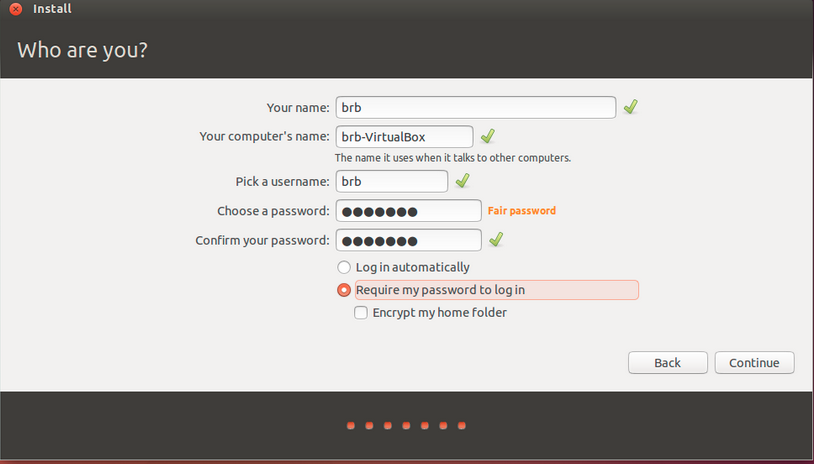 Install
Who are you?
Your name: brb
Your computer's name: brb-VirtualBox
The name it uses when it talks to other computers.
Pick a username: brb
Choose a password: ●●●●●●● Fair password
Confirm your password: ●●●●●●●
Log in automatically
Require my password to log in
Encrypt my home folder
Back Continue